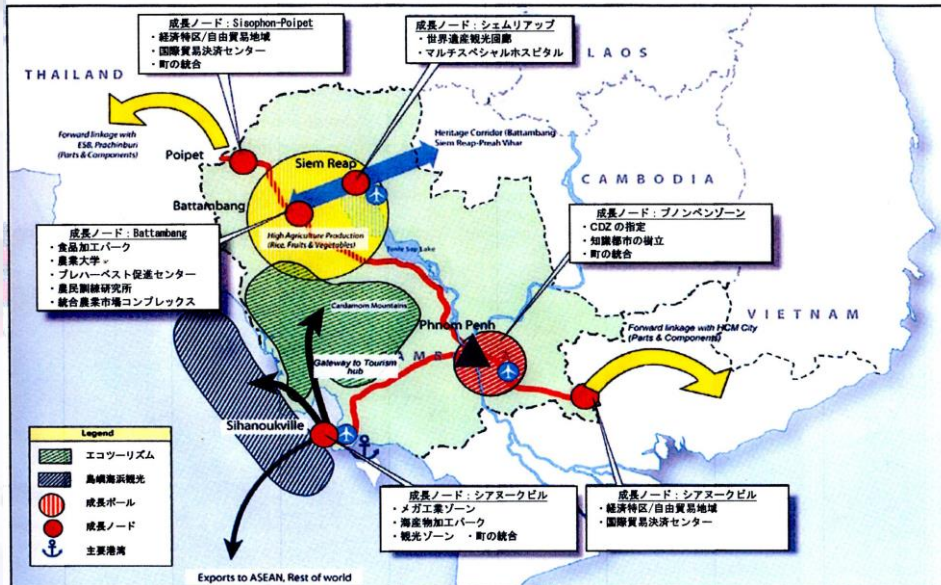 成長ノード：Sisophon-Poipet
・経済特区/自由貿易地域
・国際貿易決済センター
・町の統合
成長ノード：シェムリアップ
・世界遺産観光回廊
・マルチスペシャルホスピタル
THAILAND
LAOS
Forward linkage with
ESB, Prachinburi
(Parts & Components)
Poipet
Siem Reap
Heritage Corridor (Battambang
Siem Reap-Preah Vihar
CAMBODIA
Battambang
High Agriculture Production
(Rice, Fruits & Vegetables)
Tonle Sap Lake
成長ノード：Battambang
・食品加工パーク
・農業大学
・プレハーベスト促進センター
・農民訓練研究所
・統合農業市場コンプレックス
成長ノード：プノンペンゾーン
・CDZ の指定
・知識都市の樹立
・町の統合
Cardamom Mountains
Phnom Penh
VIETNAM
Forward linkage with HCM City
(Parts & Components)
Gateway to Tourism
hub
Sihanoukville
Legend
エコツーリズム
島嶼海浜観光
成長ポール
成長ノード
主要港湾
成長ノード：シアヌークビル
・メガ工業ゾーン
・海産物加工パーク
・観光ゾーン ・町の統合
成長ノード：シアヌークビル
・経済特区/自由貿易地域
・国際貿易決済センター
Exports to ASEAN, Rest of world